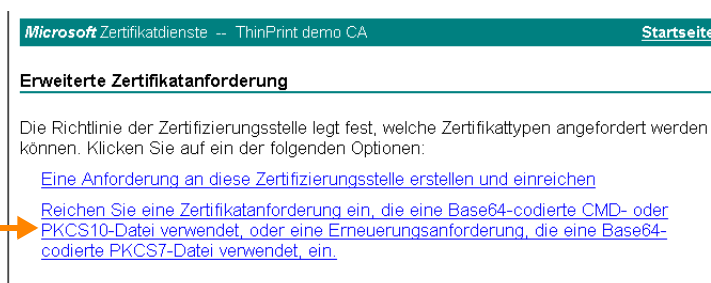 Microsoft Zertifikatdienste -- ThinPrint demo CA Startseite
Erweiterte Zertifikatanforderung
Die Richtlinie der Zertifizierungsstelle legt fest, welche Zertifikattypen angefordert werden
können. Klicken Sie auf ein der folgenden Optionen:
Eine Anforderung an diese Zertifizierungsstelle erstellen und einreichen
Reichen Sie eine Zertifikatanforderung ein, die eine Base64-codierte CMD- oder
PKCS10-Datei verwendet, oder eine Erneuerungsanforderung, die eine Base64-
codierte PKCS7-Datei verwendet, ein.